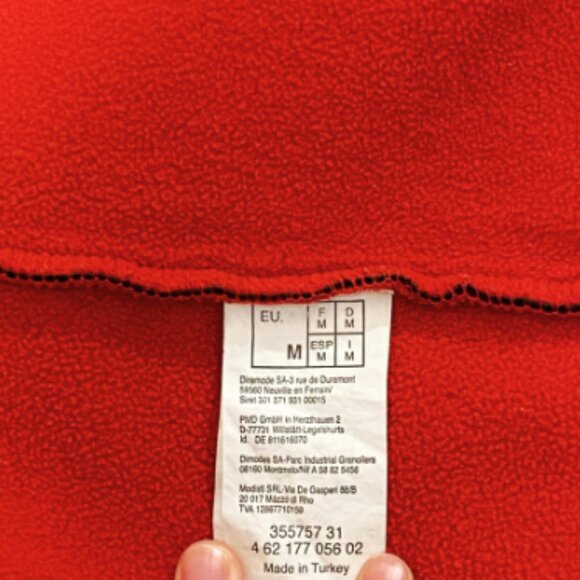 EU. M
F M
D M
ESP M
I M
Diramode SA-3 rue de Duremont
59960 Neuville en Ferrain/
Siret 301 571 931 00015
PMD GmbH in Herzthauen 2
D-77731 Willstätt-Legelshurts
Id. DE 811616070
Dimodes SA-Parc Industrial Granollers
08160 Montmelo/Nif A 58 82 5456
Modisti SRL-Via De Gasperi 86/B
20 017 Mazzo di Rho
TVA 12867710159
355757 31
4 62 177 056 02
Made in Turkey